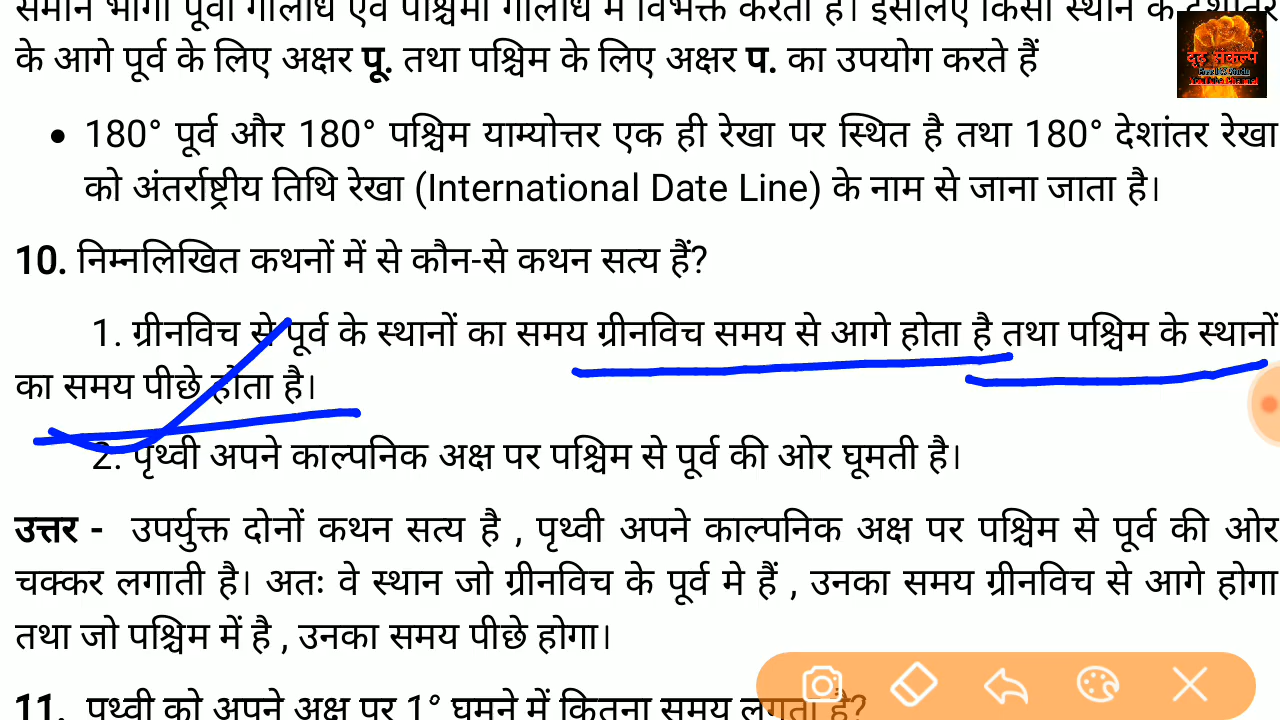 समान भागों पूर्वी गोलार्ध एवं पश्चिमी गोलार्ध में विभक्त करती है। इसलिए किसी स्थान के देशांतर
के आगे पूर्व के लिए अक्षर पू. तथा पश्चिम के लिए अक्षर प. का उपयोग करते हैं
दृढ़ संकल्प
• 180° पूर्व और 180° पश्चिम याम्योत्तर एक ही रेखा पर स्थित है तथा 180° देशांतर रेखा
को अंतर्राष्ट्रीय तिथि रेखा (International Date Line) के नाम से जाना जाता है।
10. निम्नलिखित कथनों में से कौन-से कथन सत्य हैं?
1. ग्रीनविच से पूर्व के स्थानों का समय ग्रीनविच समय से आगे होता है तथा पश्चिम के स्थानों
का समय पीछे होता है।
2. पृथ्वी अपने काल्पनिक अक्ष पर पश्चिम से पूर्व की ओर घूमती है।
उत्तर - उपर्युक्त दोनों कथन सत्य है , पृथ्वी अपने काल्पनिक अक्ष पर पश्चिम से पूर्व की ओर
चक्कर लगाती है। अतः वे स्थान जो ग्रीनविच के पूर्व मे हैं , उनका समय ग्रीनविच से आगे होगा
तथा जो पश्चिम में है , उनका समय पीछे होगा।
11. पृथ्वी को अपने अक्ष पर 1° घूमने में कितना समय लगता है?